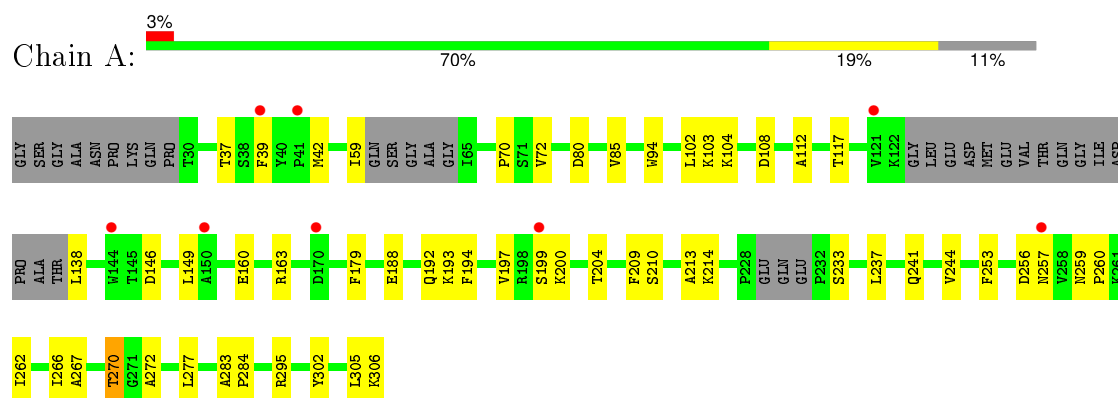 3%
Chain A:
70% 19% 11%
GLY SER GLY ALA ASN PRO LYS GLN PRO T30 T37 S38 F39 Y40 P41 M42 I59 GLN SER GLY ALA GLY I65 P70 S71 V72 D80 V85 W94 L102 K103 K104 D108 A112 T117 V121 K122 GLY LEU GLU ASP MET GLU VAL THR GLN GLY ILE ASP
PRO ALA THR L138 W144 T145 D146 L149 A150 E160 R163 D170 F179 E188 Q192 K193 F194 V197 R198 S199 K200 T204 F209 S210 A213 K214 P228 GLU GLN GLU P232 S233 L237 Q241 V244 F253 D256 N257 V258 N259 P260 K261
I262 I266 A267 T270 G271 A272 L277 A283 P284 R295 Y302 L305 K306